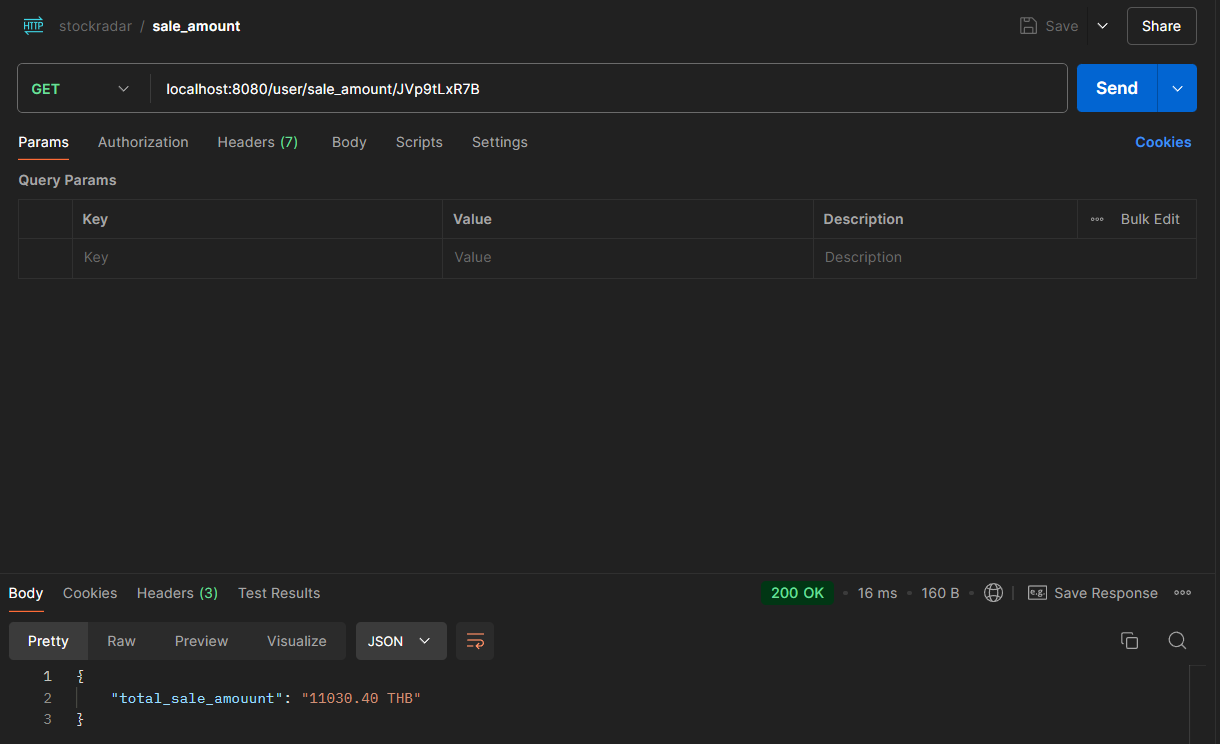 HTTP stockradar / sale_amount Save Share
GET localhost:8080/user/sale_amount/JVp9tLxR7B Send
Params Authorization Headers (7) Body Scripts Settings Cookies
Query Params
Key Value Description Bulk Edit
Key Value Description
Body Cookies Headers (3) Test Results 200 OK • 16 ms • 160 B • e.g. Save Response
Pretty Raw Preview Visualize JSON
1 {
2 "total_sale_amouunt": "11030.40 THB"
3 }